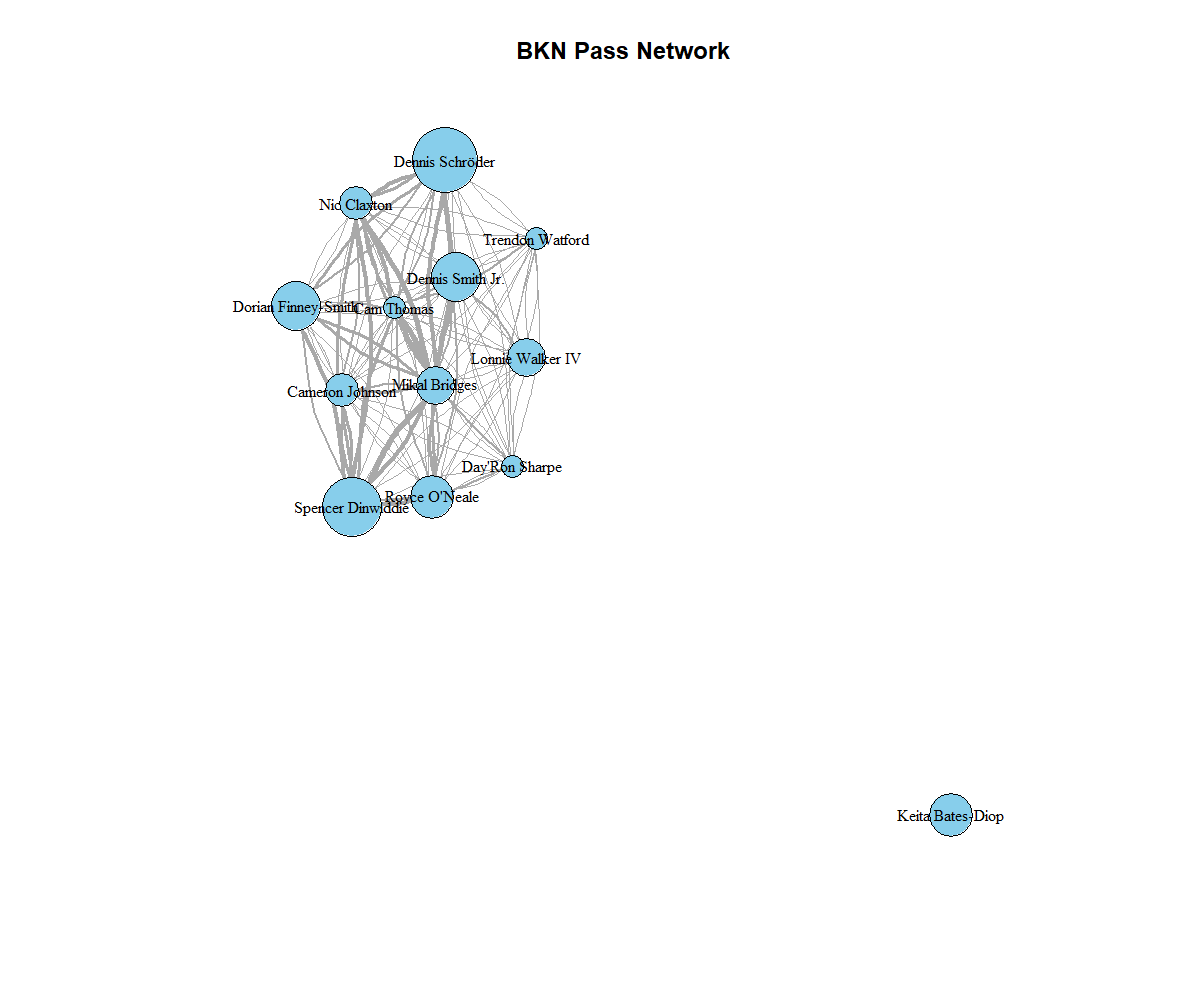 BKN Pass Network
Dennis Schröder
Nic Claxton
Trendon Watford
Dennis Smith Jr.
Dorian Finney-Smith
Cam Thomas
Lonnie Walker IV
Mikal Bridges
Cameron Johnson
Day'Ron Sharpe
Royce O'Neale
Spencer Dinwiddie
Keita Bates-Diop